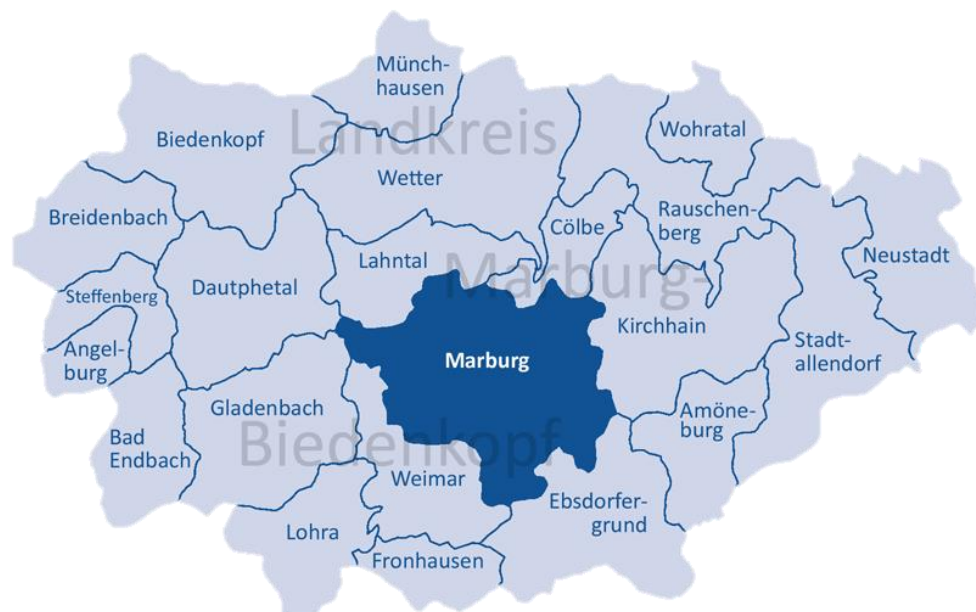 Münch-
hausen
Landkreis
Biedenkopf
Wohratal
Wetter
Breidenbach
Rauschen-
berg
Cölbe
Neustadt
Lahntal
Marburg-
Dautphetal
Steffenberg
Kirchhain
Stadt-
allendorf
Angel-
burg
Marburg
Gladenbach
Amöne-
burg
Bad
Endbach
Biedenkopf
Weimar
Ebsdorfer-
grund
Lohra
Fronhausen